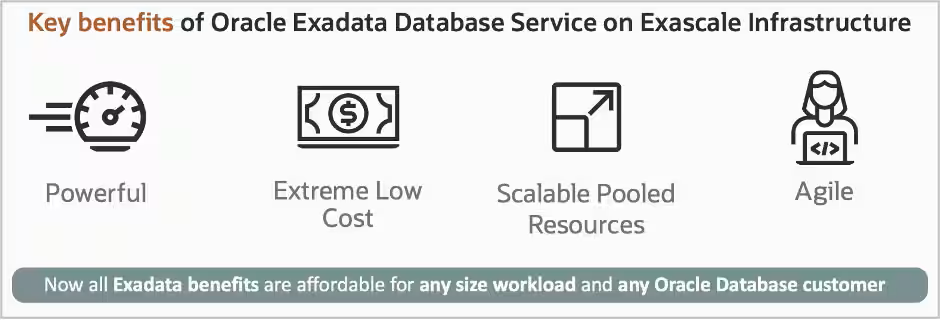 Key benefits of Oracle Exadata Database Service on Exascale Infrastructure
$
</>
Powerful
Extreme Low
Cost
Scalable Pooled
Resources
Agile
Now all Exadata benefits are affordable for any size workload and any Oracle Database customer